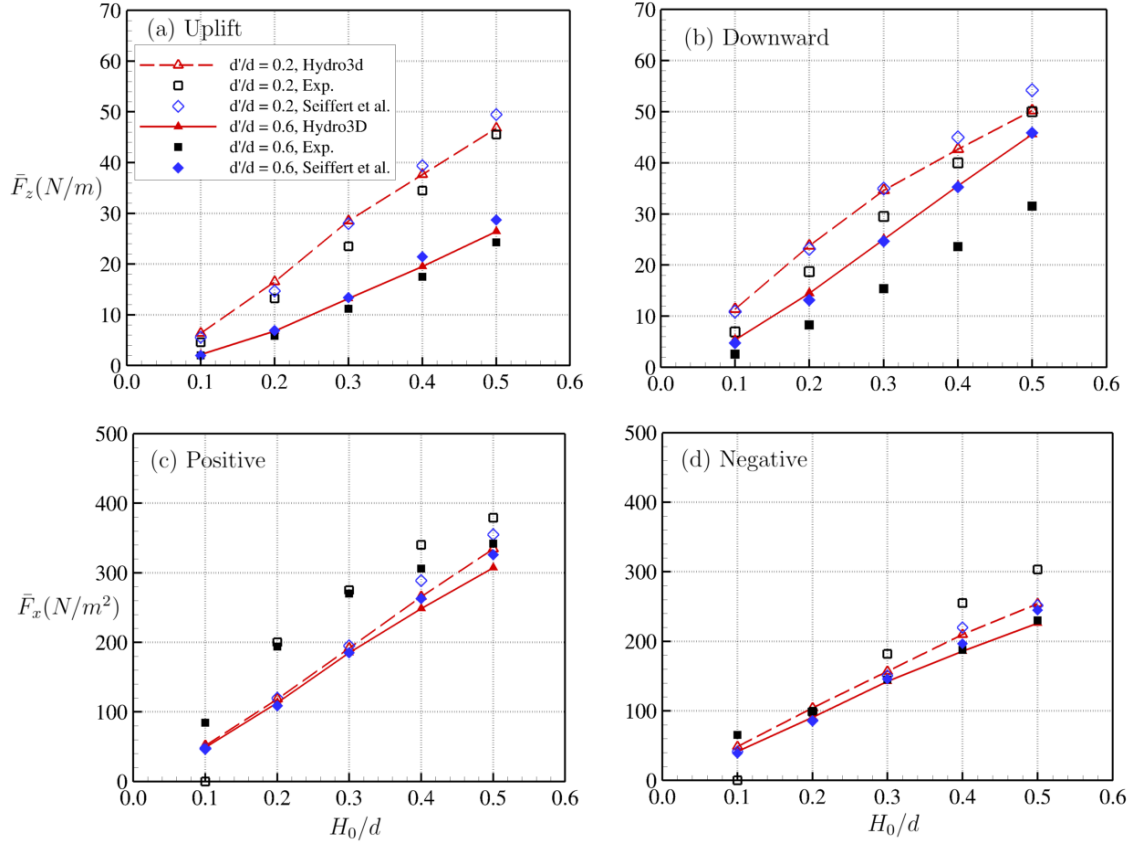 70
60
50
40
30
20
10
0
F̄z(N/m)
(a) Uplift
d'/d = 0.2, Hydro3d
d'/d = 0.2, Exp.
d'/d = 0.2, Seiffert et al.
d'/d = 0.6, Hydro3D
d'/d = 0.6, Exp.
d'/d = 0.6, Seiffert et al.
0.0 0.1 0.2 0.3 0.4 0.5 0.6
70
60
50
40
30
20
10
0
(b) Downward
0.0 0.1 0.2 0.3 0.4 0.5 0.6
500
400
300
200
100
0
F̄x(N/m²)
(c) Positive
0.0 0.1 0.2 0.3 0.4 0.5 0.6
H₀/d
500
400
300
200
100
0
(d) Negative
0.0 0.1 0.2 0.3 0.4 0.5 0.6
H₀/d